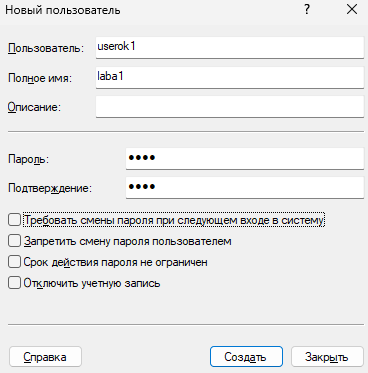 Новый пользователь ?
Пользователь: userok1
Полное имя: laba1
Описание:
Пароль: ••••
Подтверждение: ••••
Требовать смены пароля при следующем входе в систему
Запретить смену пароля пользователем
Срок действия пароля не ограничен
Отключить учетную запись
Справка Создать Закрыть